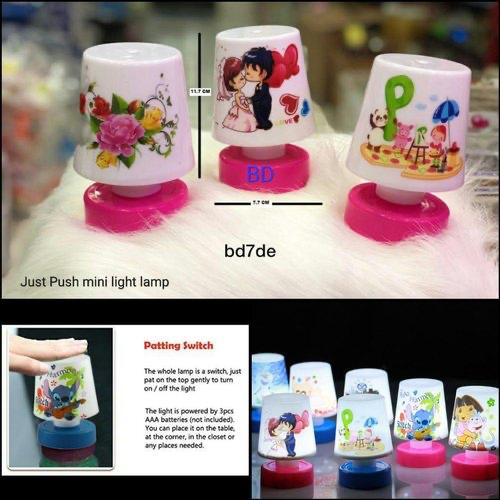 11.7 CM
LOVE
P
BD
7.7 CM
bd7de
Just Push mini light lamp
Patting Switch
The whole lamp is a switch, just
pat on the top gently to turn
on / off the light
The light is powered by 3pcs
AAA batteries (not included).
You can place it on the table,
at the corner, in the closet or
any places needed.
Stitch